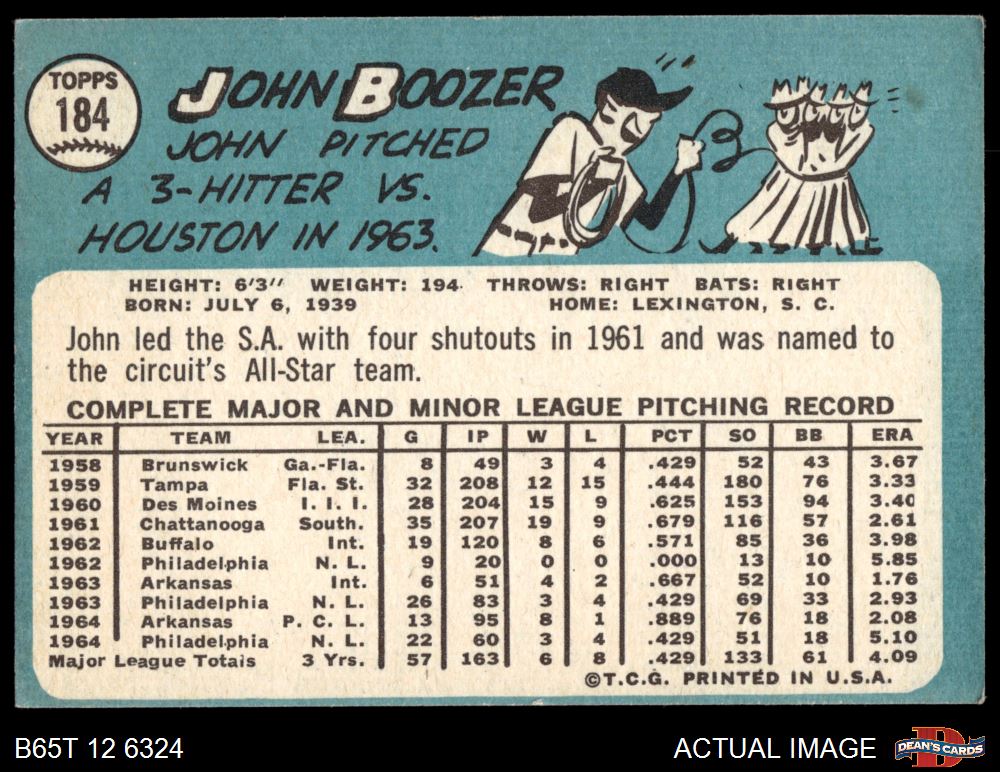 TOPPS
184
JOHN BOOZER
JOHN PITCHED
A 3-HITTER VS.
HOUSTON IN 1963.
HEIGHT: 6'3" WEIGHT: 194 THROWS: RIGHT BATS: RIGHT
BORN: JULY 6, 1939 HOME: LEXINGTON, S. C.
John led the S.A. with four shutouts in 1961 and was named to
the circuit's All-Star team.
COMPLETE MAJOR AND MINOR LEAGUE PITCHING RECORD
YEAR TEAM LEA. G IP W L PCT SO BB ERA
1958 Brunswick Ga.-Fla. 8 49 3 4 .429 52 43 3.67
1959 Tampa Fla. St. 32 208 12 15 .444 180 76 3.33
1960 Des Moines I. I. I. 28 204 15 9 .625 153 94 3.40
1961 Chattanooga South. 35 207 19 9 .679 116 57 2.61
1962 Buffalo Int. 19 120 8 6 .571 85 36 3.98
1962 Philadelphia N. L. 9 20 0 0 .000 13 10 5.85
1963 Arkansas Int. 6 51 4 2 .667 52 10 1.76
1963 Philadelphia N. L. 26 83 3 4 .429 69 33 2.93
1964 Arkansas P. C. L. 13 95 8 1 .889 76 18 2.08
1964 Philadelphia N. L. 22 60 3 4 .429 51 18 5.10
Major League Totals 3 Yrs. 57 163 6 8 .429 133 61 4.09
©T.C.G. PRINTED IN U.S.A.
B65T 12 6324 ACTUAL IMAGE DEAN'S CARDS